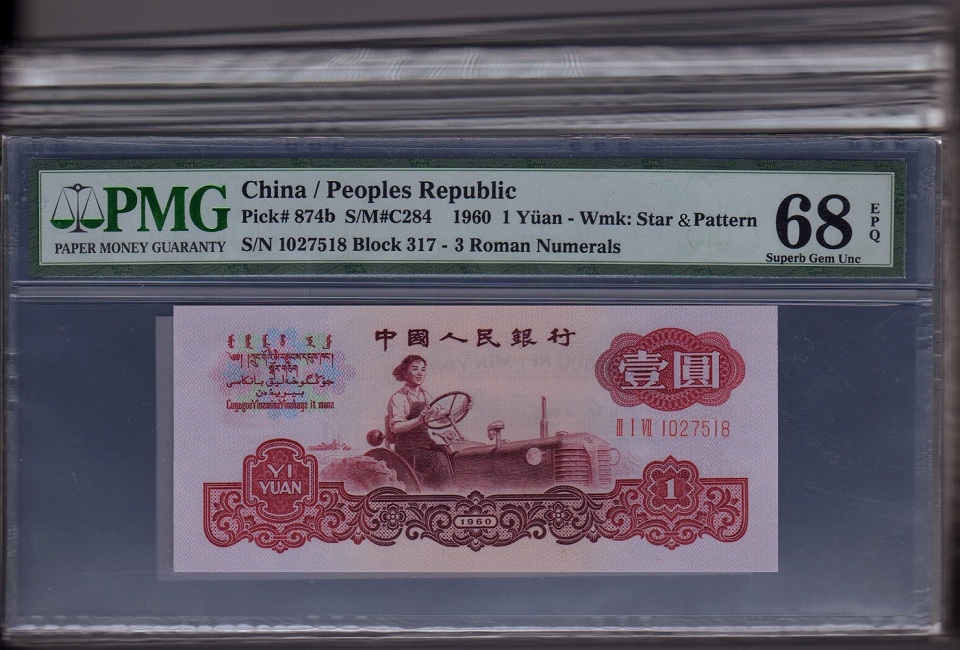 PMG
PAPER MONEY GUARANTY
China / Peoples Republic
Pick# 874b S/M#C284 1960 1 Yüan - Wmk: Star & Pattern
S/N 1027518 Block 317 - 3 Roman Numerals
68
EPQ
Superb Gem Unc
中國人民銀行
壹圓
III I VII 1027518
YI
YUAN
1
1960